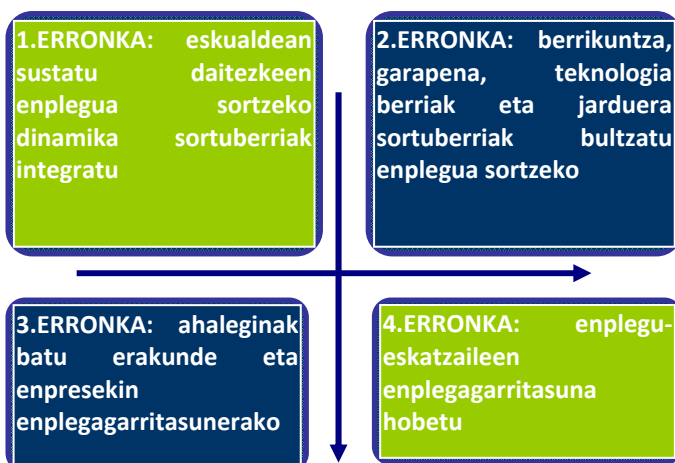 1.ERRONKA: eskualdean
sustatu daitezkeen
enplegua sortzeko
dinamika sortuberriak
integratu
2.ERRONKA: berrikuntza,
garapena, teknologia
berriak eta jarduera
sortuberriak bultzatu
enplegua sortzeko
3.ERRONKA: ahaleginak
batu erakunde eta
enpresekin
enplegagarritasunerako
4.ERRONKA: enplegu-
eskatzaileen
enplegagarritasuna
hobetu